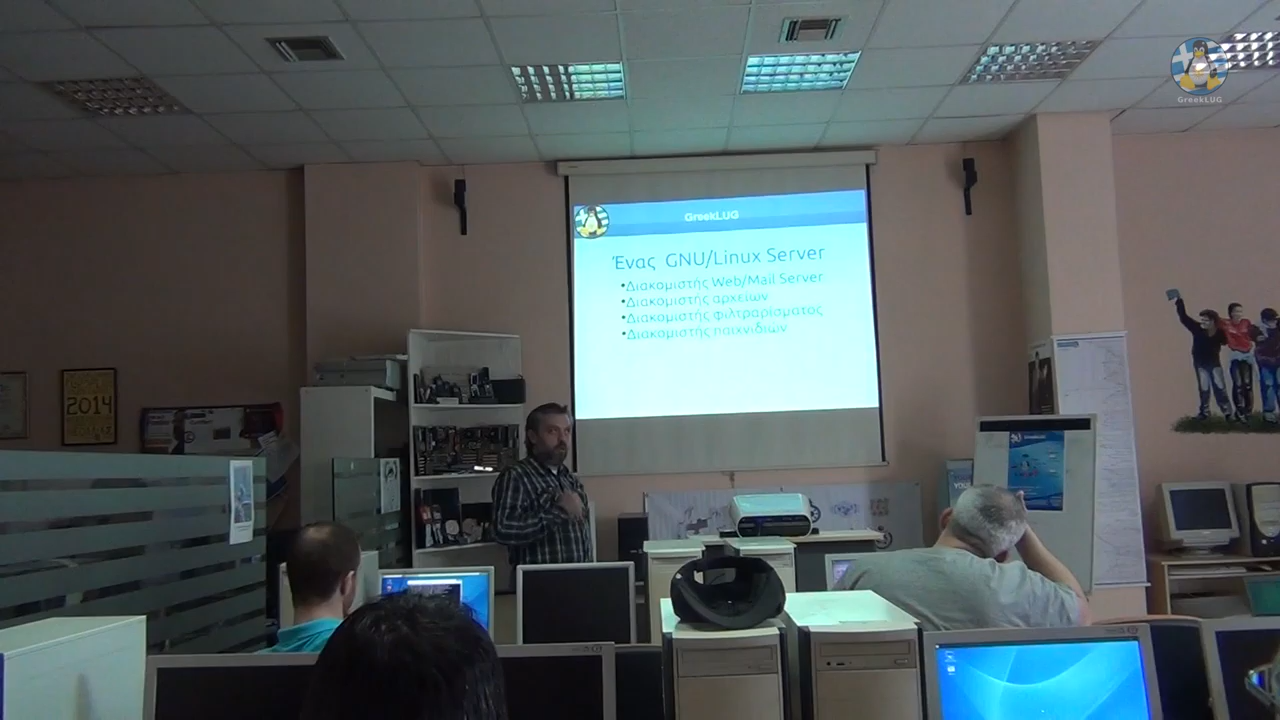 GreekLUG
GreekLUG
Ένας GNU/Linux Server
•Διακομιστής Web/Mail Server
•Διακομιστής αρχείων
•Διακομιστής φιλτραρίσματος
•Διακομιστής παιχνιδιών
2014